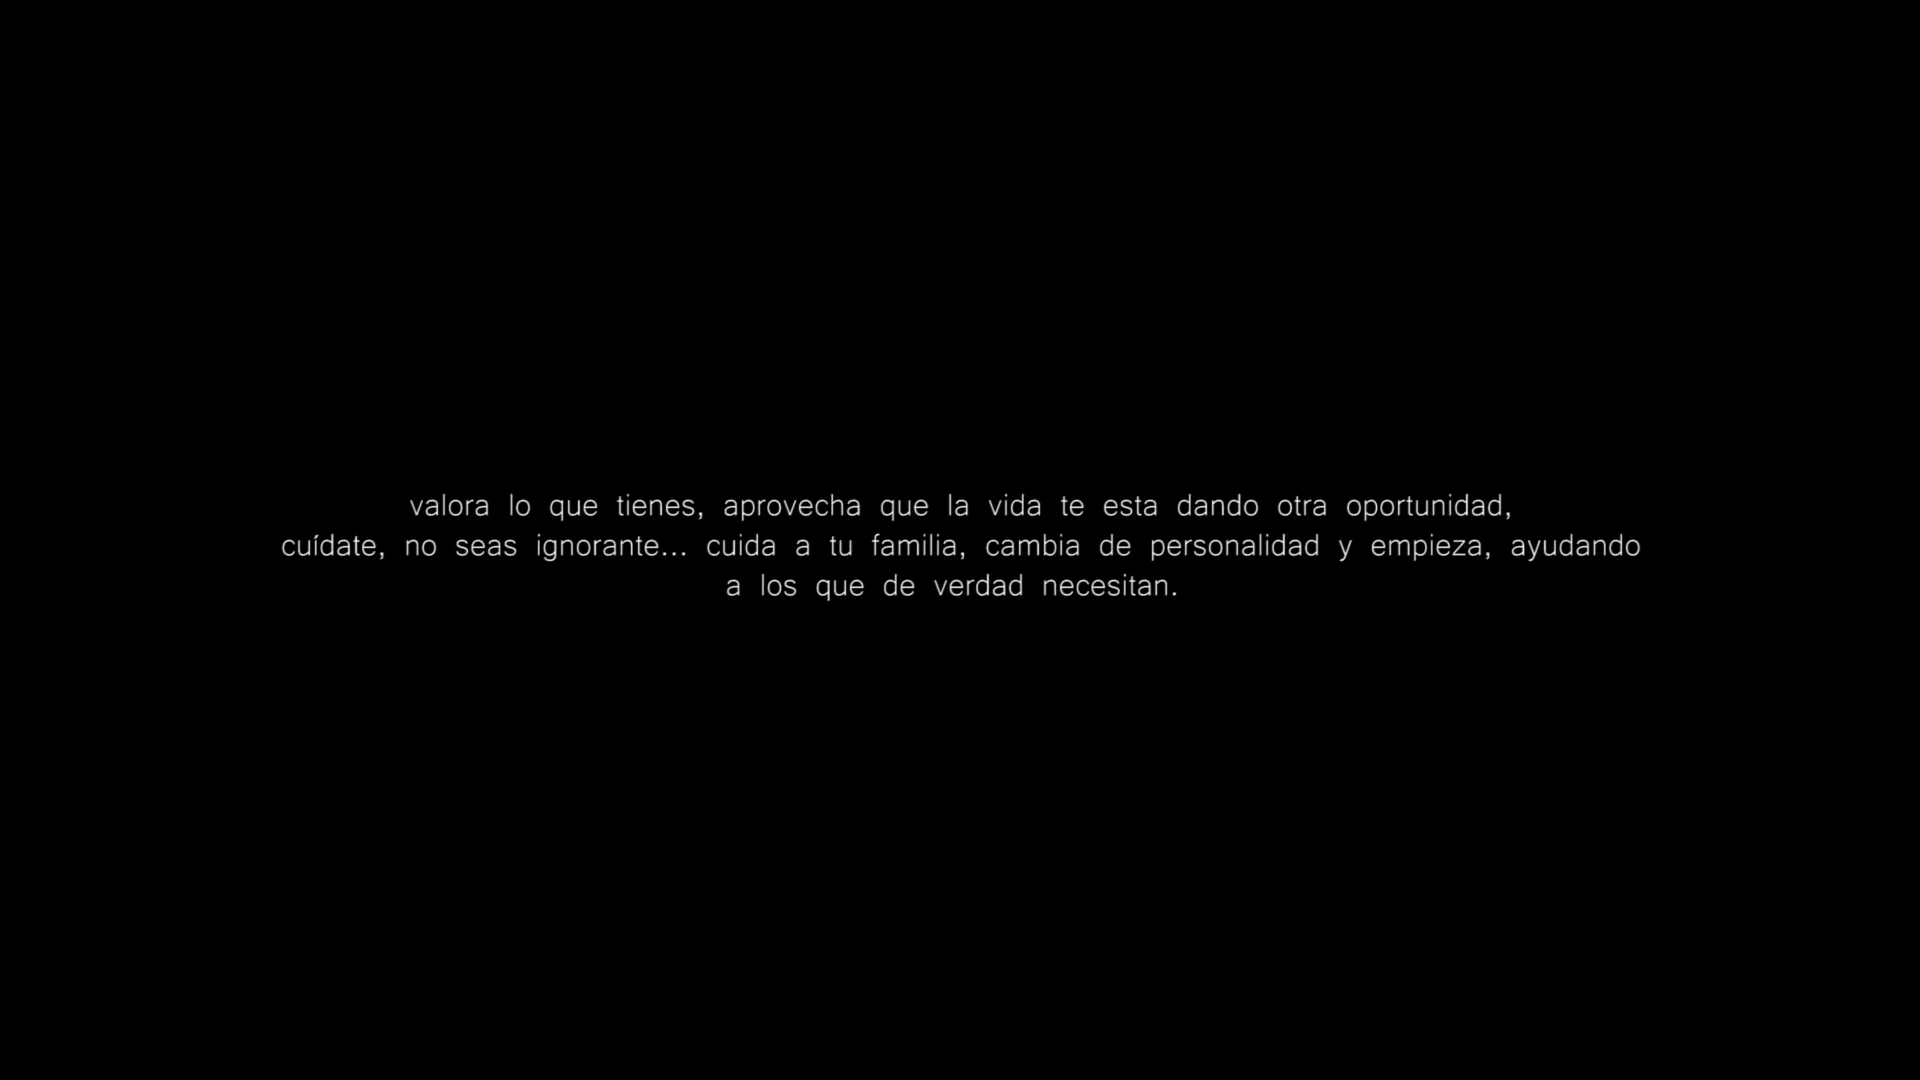 valora lo que tienes, aprovecha que la vida te esta dando otra oportunidad,
cuídate, no seas ignorante... cuida a tu familia, cambia de personalidad y empieza, ayudando
a los que de verdad necesitan.